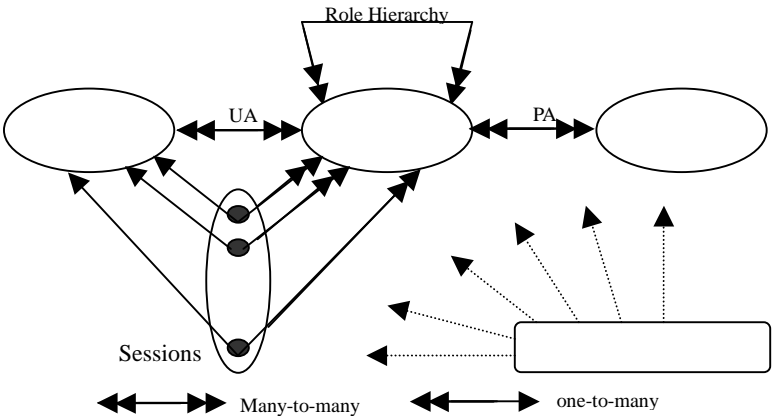 Role Hierarchy
UA
PA
Sessions
Many-to-many
one-to-many